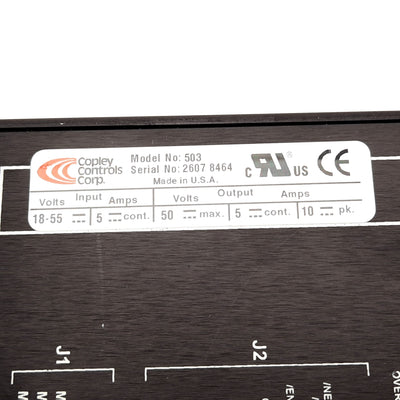 Copley
Controls
Corp.
Model No: 503
Serial No: 2607 8464
Made in U.S.A.
c RU US CE
Input Output
Volts Amps Volts Amps
18-55 5 cont. 50 max. 5 cont. 10 pk.
J1
J2